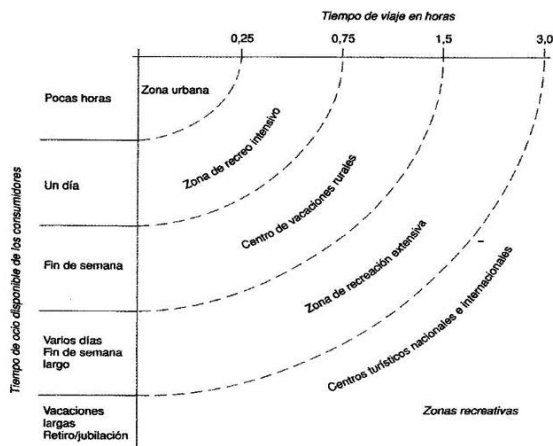 Tiempo de viaje en horas
0,25 0,75 1,5 3,0
Pocas horas
Zona urbana
Zona de recreo intensivo
Un día
Centro de vacaciones rurales
Fin de semana
Zona de recreación extensiva
Varios días
Fin de semana
largo
Centros turísticos nacionales e internacionales
Vacaciones
largas
Retiro/jubilación
Zonas recreativas
Tiempo de ocio disponible de los consumidores